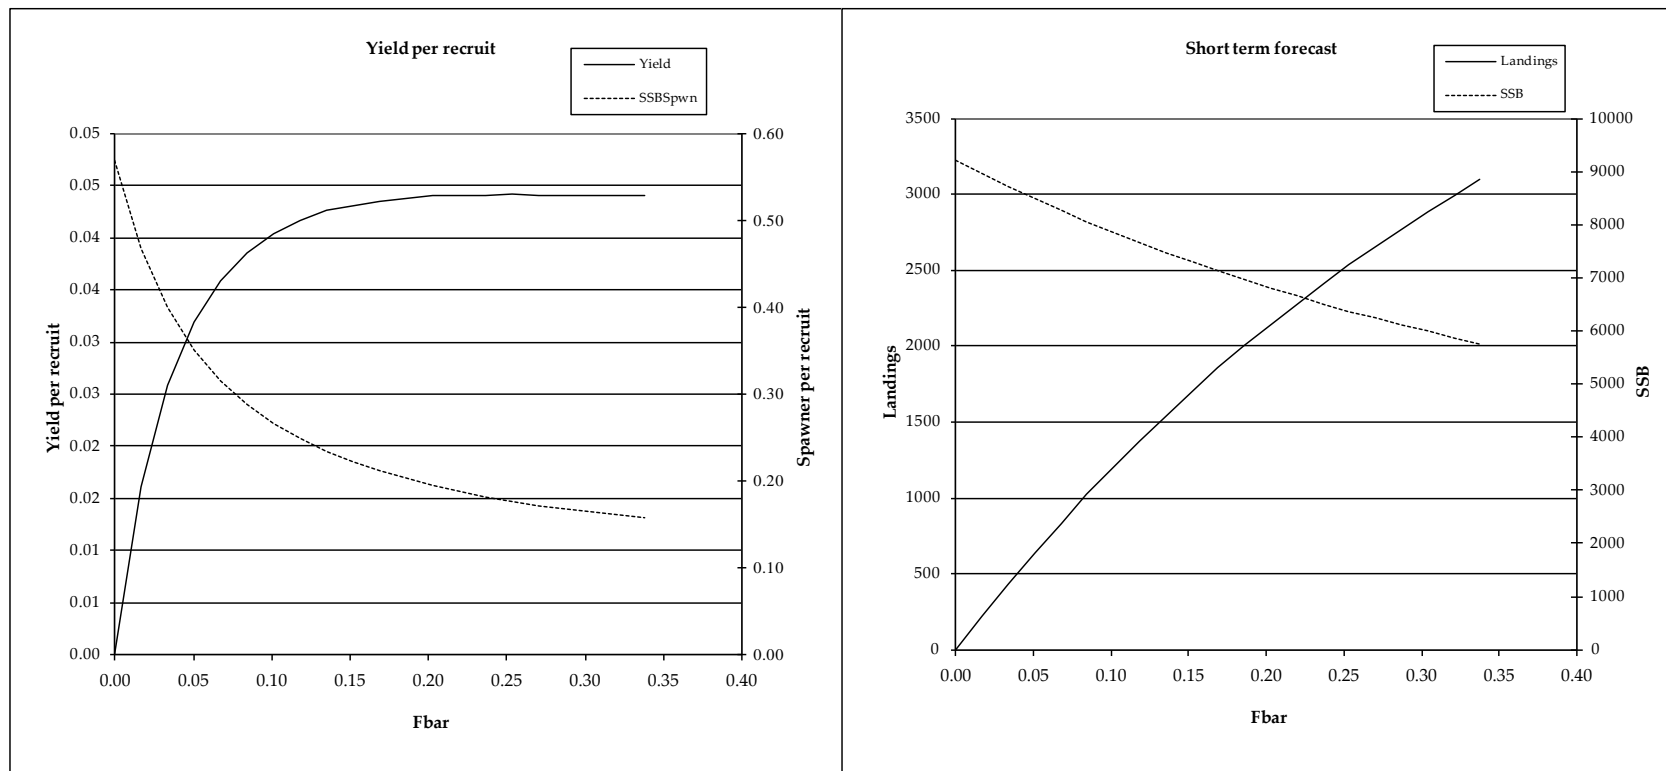 Yield per recruit
Yield
SSBSpwn
0.05
0.05
0.04
0.04
0.03
0.03
0.02
0.02
0.01
0.01
0.00
Yield per recruit
0.60
0.50
0.40
0.30
0.20
0.10
0.00
Spawner per recruit
0.00 0.05 0.10 0.15 0.20 0.25 0.30 0.35 0.40
Fbar
Short term forecast
Landings
SSB
3500
3000
2500
2000
1500
1000
500
0
Landings
10000
9000
8000
7000
6000
5000
4000
3000
2000
1000
0
SSB
0.00 0.05 0.10 0.15 0.20 0.25 0.30 0.35 0.40
Fbar